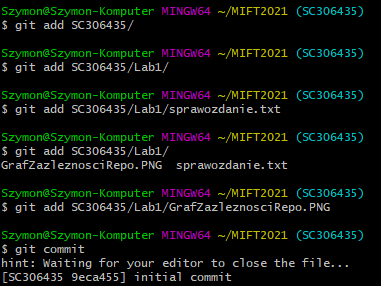 Szymon@Szymon-Komputer MINGW64 ~/MIFT2021 (SC306435)
$ git add SC306435/
Szymon@Szymon-Komputer MINGW64 ~/MIFT2021 (SC306435)
$ git add SC306435/Lab1/
Szymon@Szymon-Komputer MINGW64 ~/MIFT2021 (SC306435)
$ git add SC306435/Lab1/sprawozdanie.txt
Szymon@Szymon-Komputer MINGW64 ~/MIFT2021 (SC306435)
$ git add SC306435/Lab1/
GrafZazleznosciRepo.PNG  sprawozdanie.txt
Szymon@Szymon-Komputer MINGW64 ~/MIFT2021 (SC306435)
$ git add SC306435/Lab1/GrafZazleznosciRepo.PNG
Szymon@Szymon-Komputer MINGW64 ~/MIFT2021 (SC306435)
$ git commit
hint: Waiting for your editor to close the file...
[SC306435 9eca455] initial commit